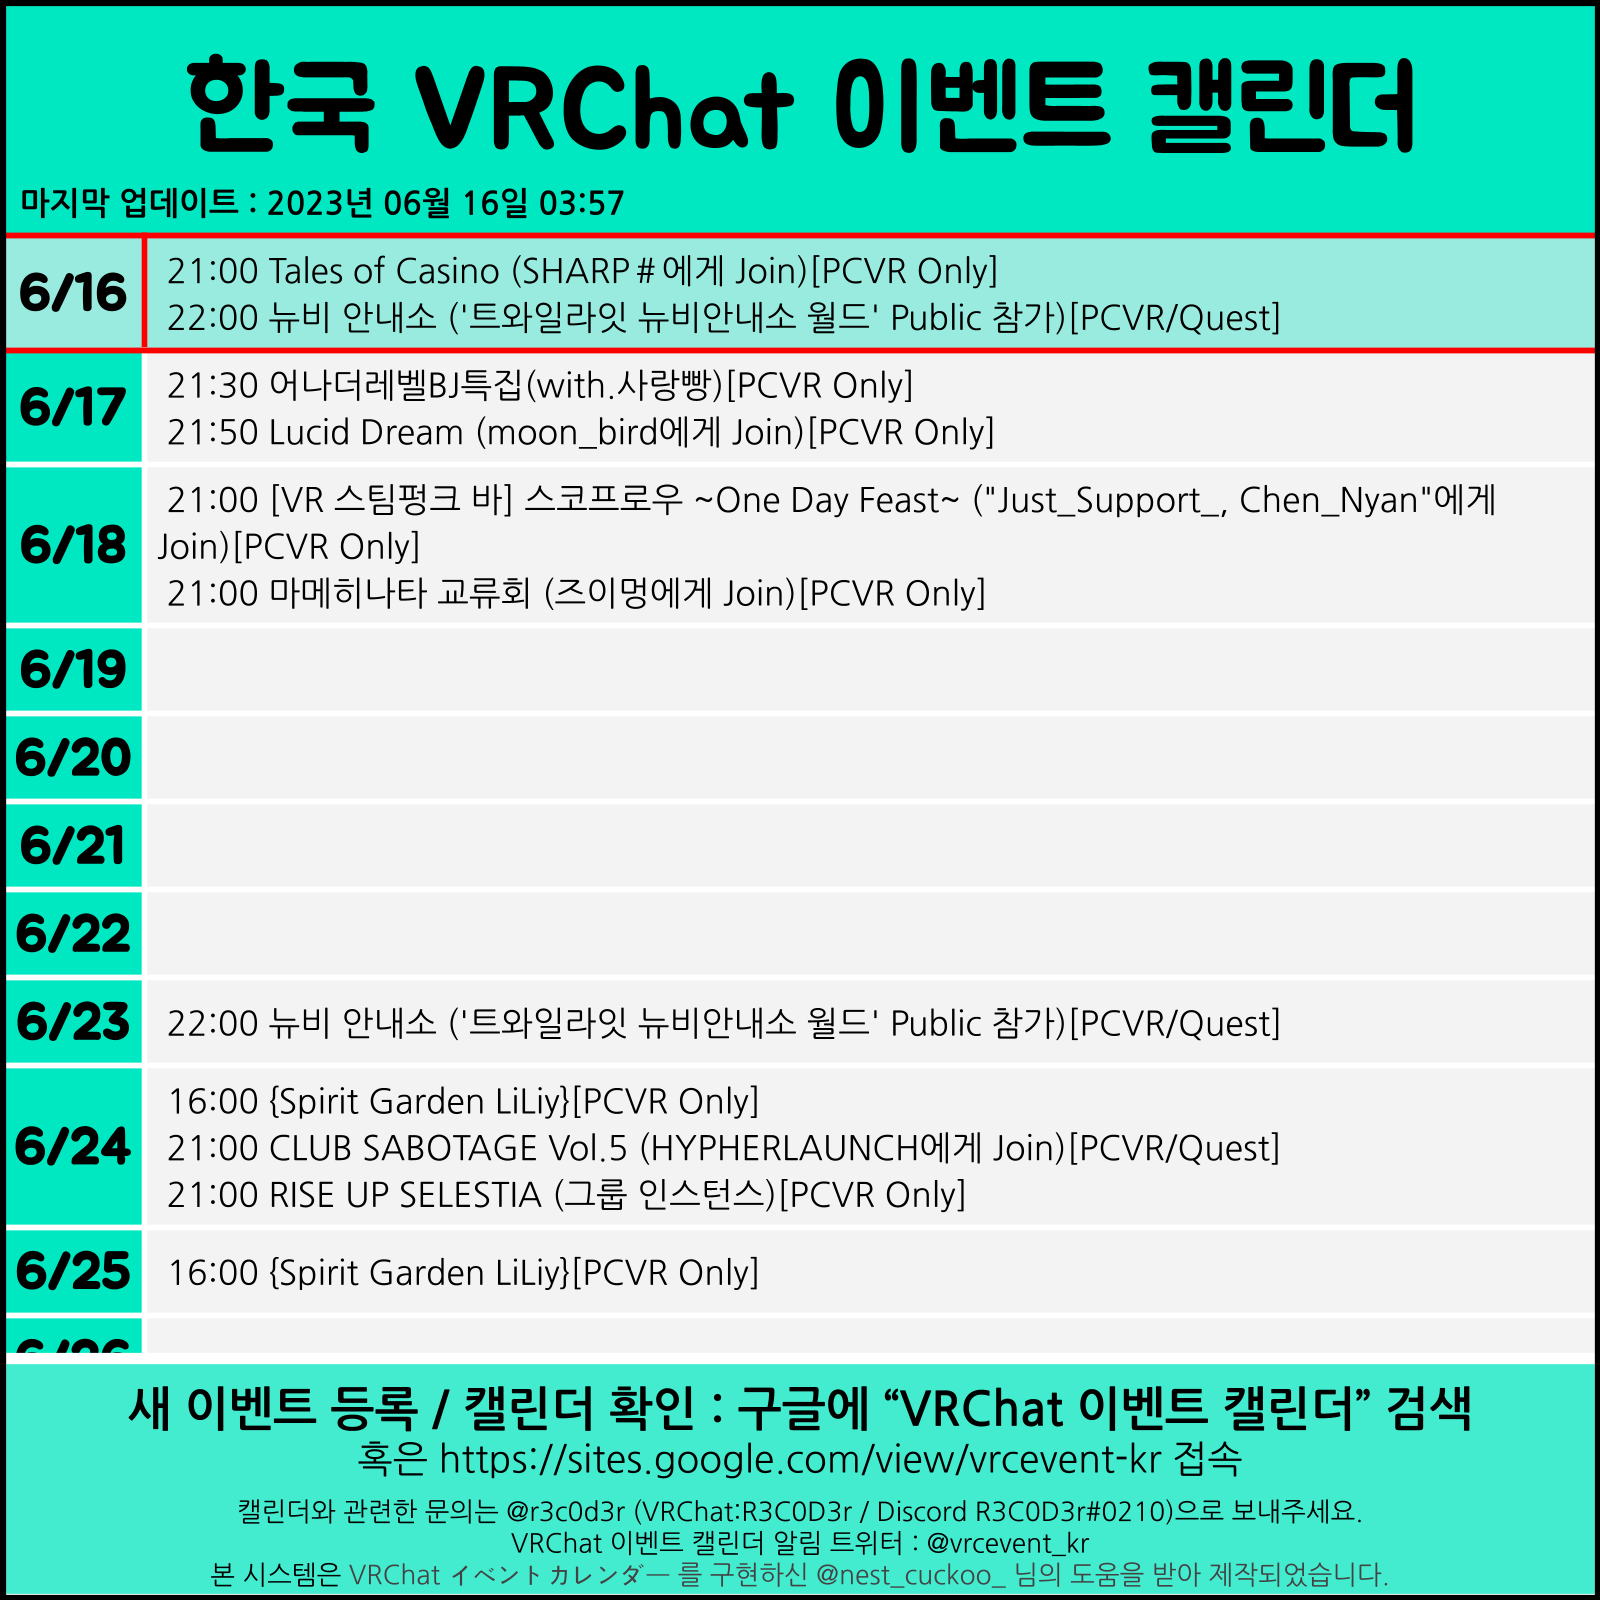 한국 VRChat 이벤트 캘린더
마지막 업데이트 : 2023년 06월 16일 03:57
6/16
21:00 Tales of Casino (SHARP＃에게 Join)[PCVR Only]
22:00 뉴비 안내소 ('트와일라잇 뉴비안내소 월드' Public 참가)[PCVR/Quest]
6/17
21:30 어나더레벨BJ특집(with.사랑빵)[PCVR Only]
21:50 Lucid Dream (moon_bird에게 Join)[PCVR Only]
6/18
21:00 [VR 스팀펑크 바] 스코프로우 ~One Day Feast~ ("Just_Support_, Chen_Nyan"에게
Join)[PCVR Only]
21:00 마메히나타 교류회 (즈이멍에게 Join)[PCVR Only]
6/19
6/20
6/21
6/22
6/23
22:00 뉴비 안내소 ('트와일라잇 뉴비안내소 월드' Public 참가)[PCVR/Quest]
6/24
16:00 {Spirit Garden LiLiy}[PCVR Only]
21:00 CLUB SABOTAGE Vol.5 (HYPHERLAUNCH에게 Join)[PCVR/Quest]
21:00 RISE UP SELESTIA (그룹 인스턴스)[PCVR Only]
6/25
16:00 {Spirit Garden LiLiy}[PCVR Only]
6/26
새 이벤트 등록 / 캘린더 확인 : 구글에 “VRChat 이벤트 캘린더” 검색
혹은 https://sites.google.com/view/vrcevent-kr 접속
캘린더와 관련한 문의는 @r3c0d3r (VRChat:R3C0D3r / Discord R3C0D3r#0210)으로 보내주세요.
VRChat 이벤트 캘린더 알림 트위터 : @vrcevent_kr
본 시스템은 VRChat イベントカレンダー 를 구현하신 @nest_cuckoo_ 님의 도움을 받아 제작되었습니다.